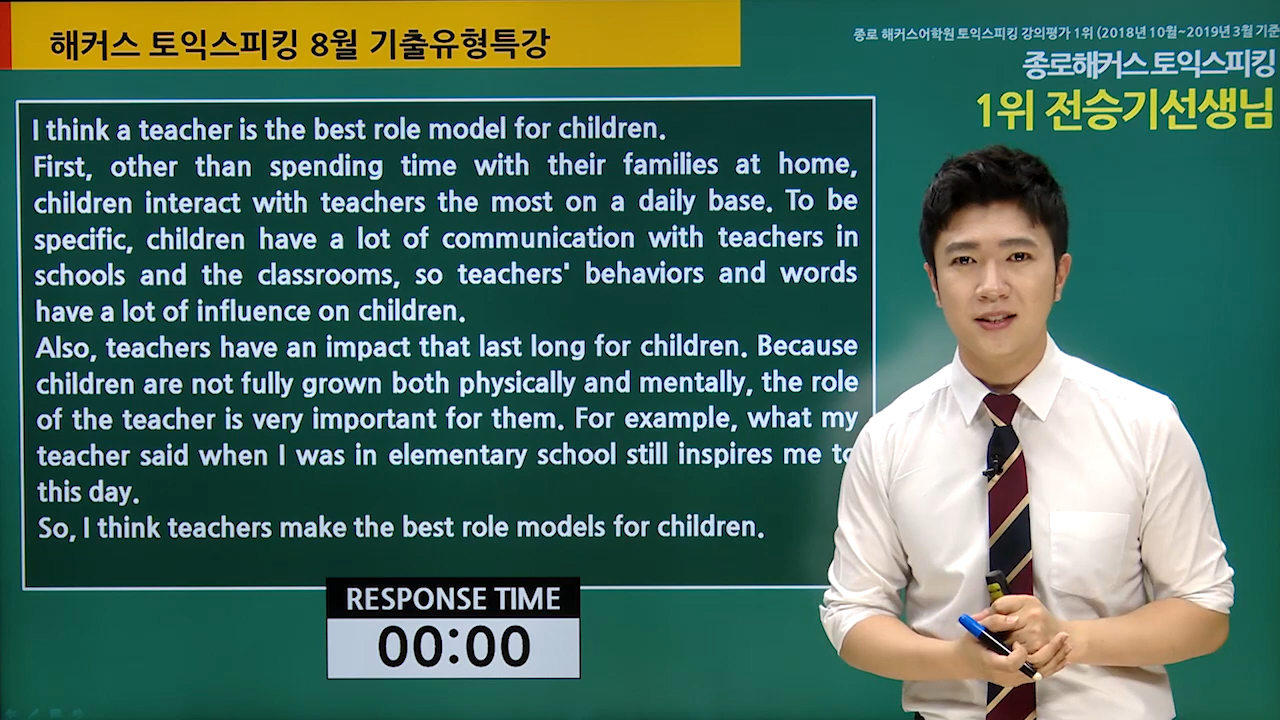 해커스 토익스피킹 8월 기출유형특강
종로 해커스어학원 토익스피킹 강의평가 1위 (2018년 10월~2019년 3월 기준
종로해커스 토익스피킹
1위 전승기선생님
I think a teacher is the best role model for children.
First, other than spending time with their families at home,
children interact with teachers the most on a daily base. To be
specific, children have a lot of communication with teachers in
schools and the classrooms, so teachers' behaviors and words
have a lot of influence on children.
Also, teachers have an impact that last long for children. Because
children are not fully grown both physically and mentally, the role
of the teacher is very important for them. For example, what my
teacher said when I was in elementary school still inspires me to
this day.
So, I think teachers make the best role models for children.
RESPONSE TIME
00:00